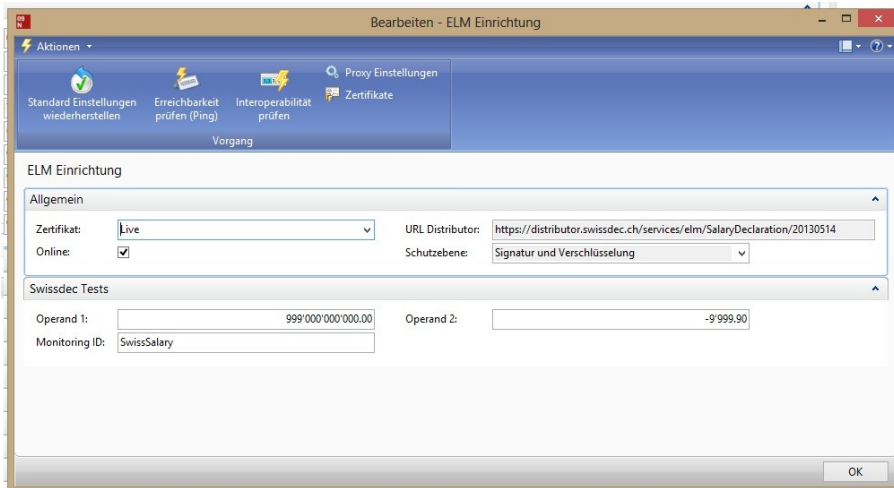 Bearbeiten - ELM Einrichtung
Aktionen
Standard Einstellungen wiederherstellen
Erreichbarkeit prüfen (Ping)
Interoperabilität prüfen
Proxy Einstellungen
Zertifikate
Vorgang
ELM Einrichtung
Allgemein
Zertifikat: Live URL Distributor: https://distributor.swissdec.ch/services/elm/SalaryDeclaration/20130514
Online: Schutzebene: Signatur und Verschlüsselung
Swissdec Tests
Operand 1: 999'000'000'000.00 Operand 2: -9'999.90
Monitoring ID: SwissSalary
OK